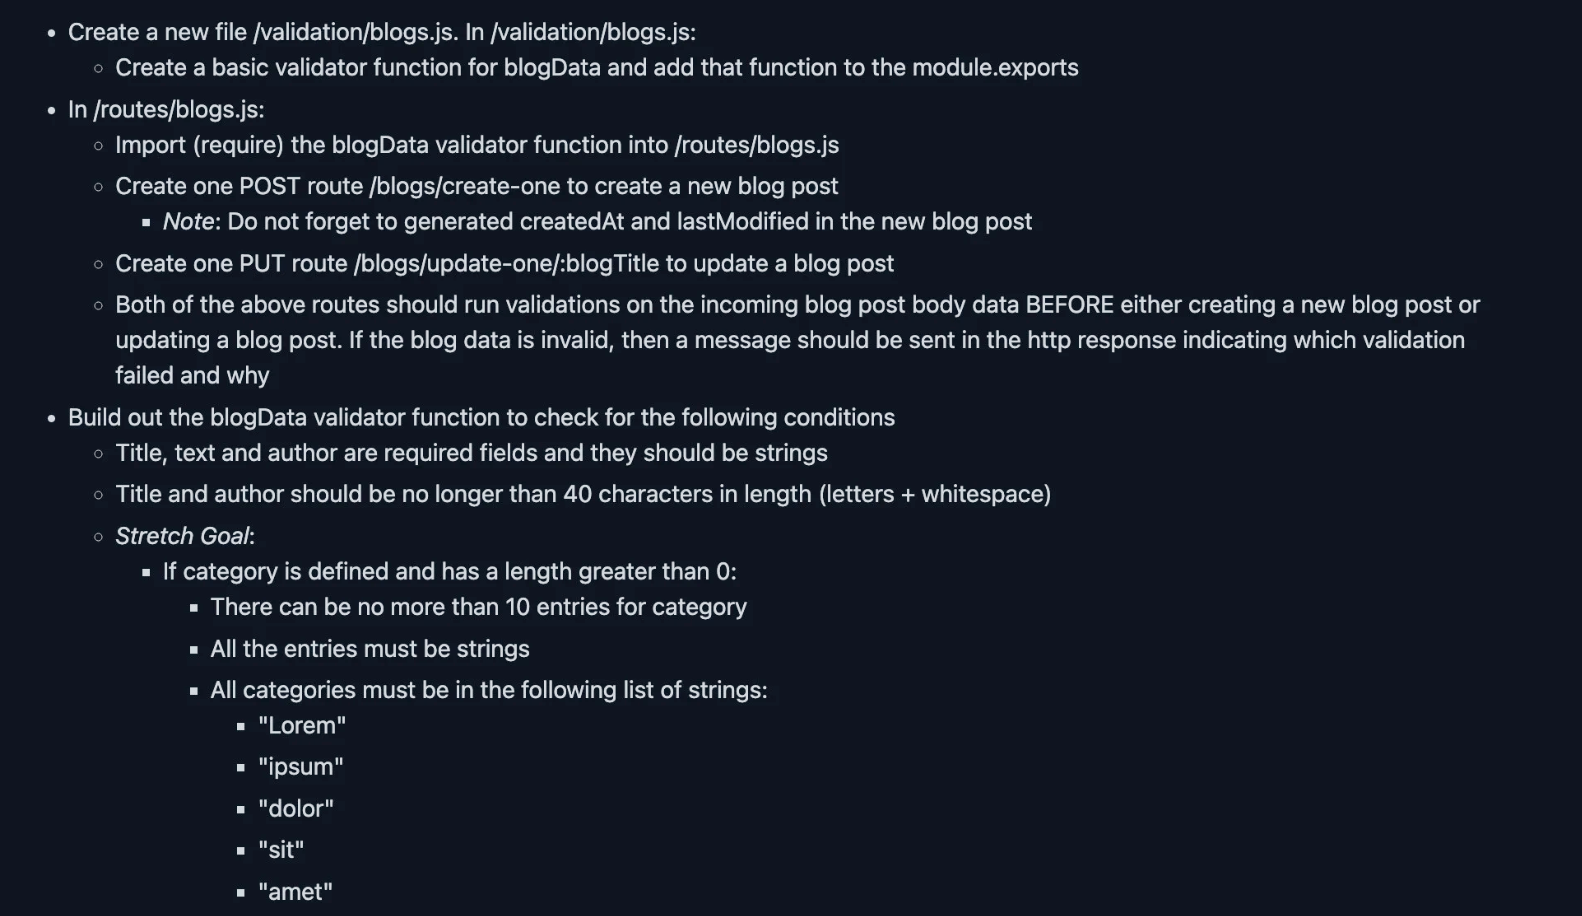 Create a new file /validation/blogs.js. In /validation/blogs.js:
Create a basic validator function for blogData and add that function to the module.exports
In /routes/blogs.js:
Import (require) the blogData validator function into /routes/blogs.js
Create one POST route /blogs/create-one to create a new blog post
Note: Do not forget to generated createdAt and lastModified in the new blog post
Create one PUT route /blogs/update-one/:blogTitle to update a blog post
Both of the above routes should run validations on the incoming blog post body data BEFORE either creating a new blog post or
updating a blog post. If the blog data is invalid, then a message should be sent in the http response indicating which validation
failed and why
Build out the blogData validator function to check for the following conditions
Title, text and author are required fields and they should be strings
Title and author should be no longer than 40 characters in length (letters + whitespace)
Stretch Goal:
If category is defined and has a length greater than 0:
There can be no more than 10 entries for category
All the entries must be strings
All categories must be in the following list of strings:
"Lorem"
"ipsum"
"dolor"
"sit"
"amet"